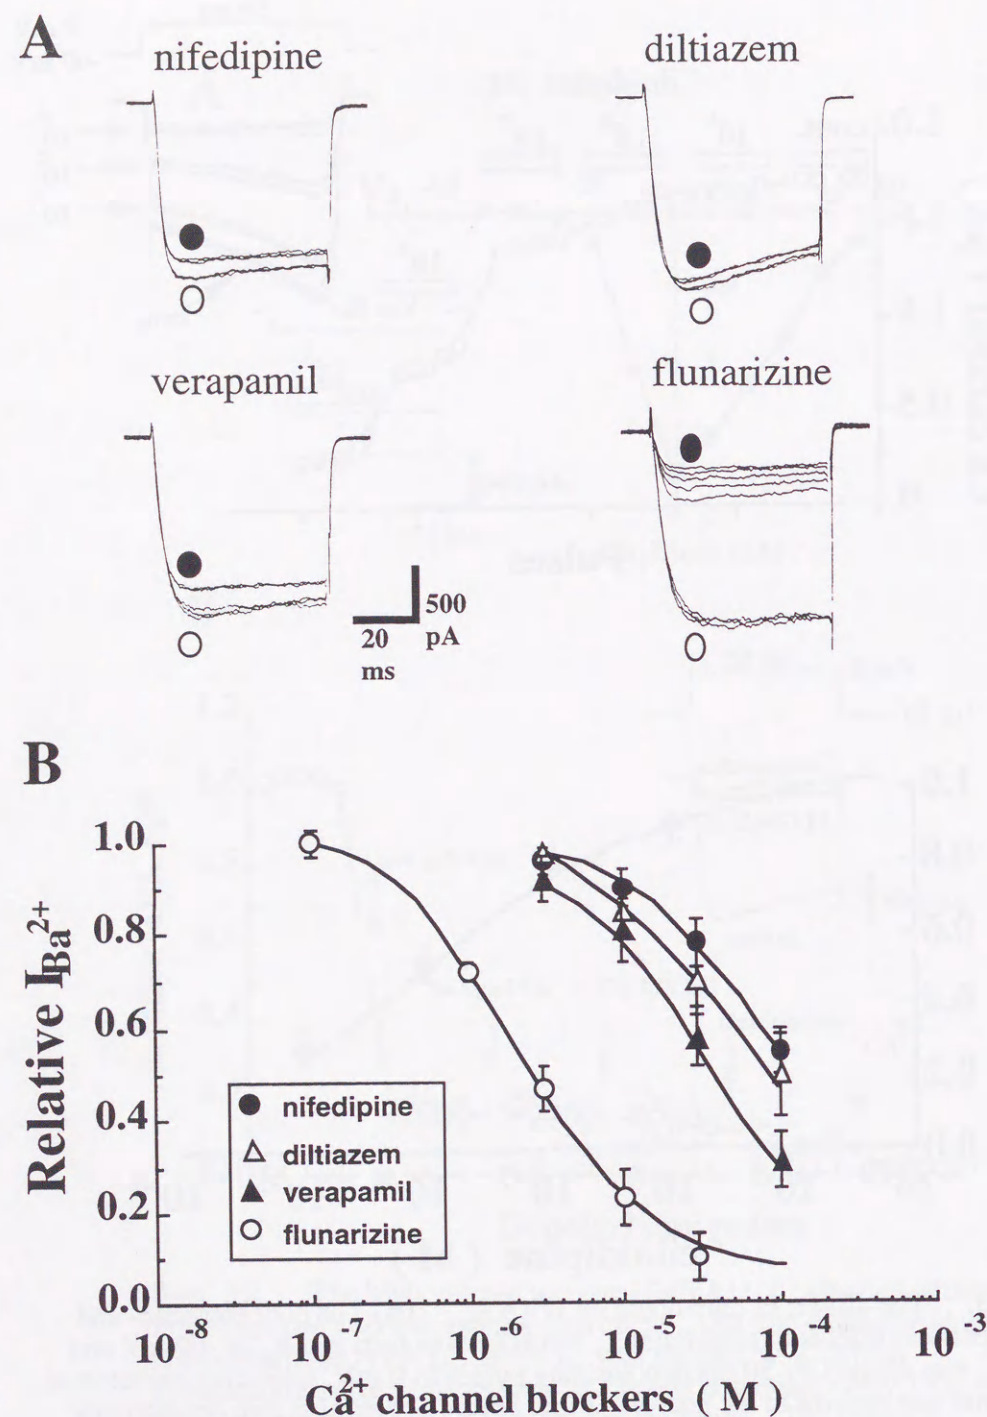 A
nifedipine
diltiazem
verapamil
flunarizine
500
pA
20
ms
B
Relative I_Ba^2+
1.0
0.8
0.6
0.4
0.2
0.0
nifedipine
diltiazem
verapamil
flunarizine
10^-8
10^-7
10^-6
10^-5
10^-4
10^-3
Ca^2+ channel blockers ( M )